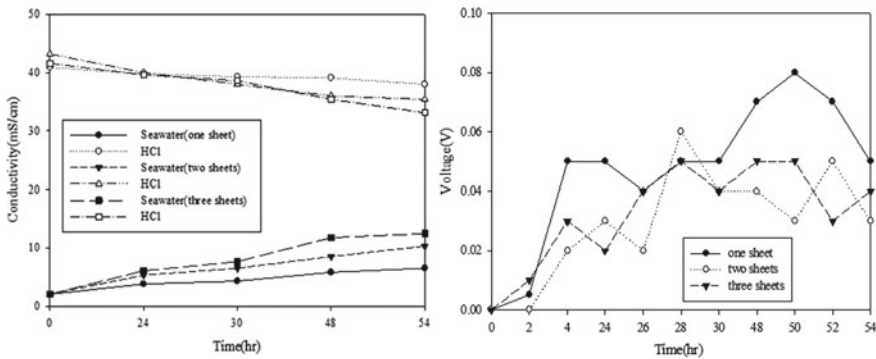 50
40
30
20
10
0
Conductivity(mS/cm)
Seawater(one sheet)
HCl
Seawater(two sheets)
HCl
Seawater(three sheets)
HCl
0 24 30 48 54
Time(hr)
0.10
0.08
0.06
0.04
0.02
0.00
Voltage(V)
one sheet
two sheets
three sheets
0 2 4 24 26 28 30 48 50 52 54
Time(hr)